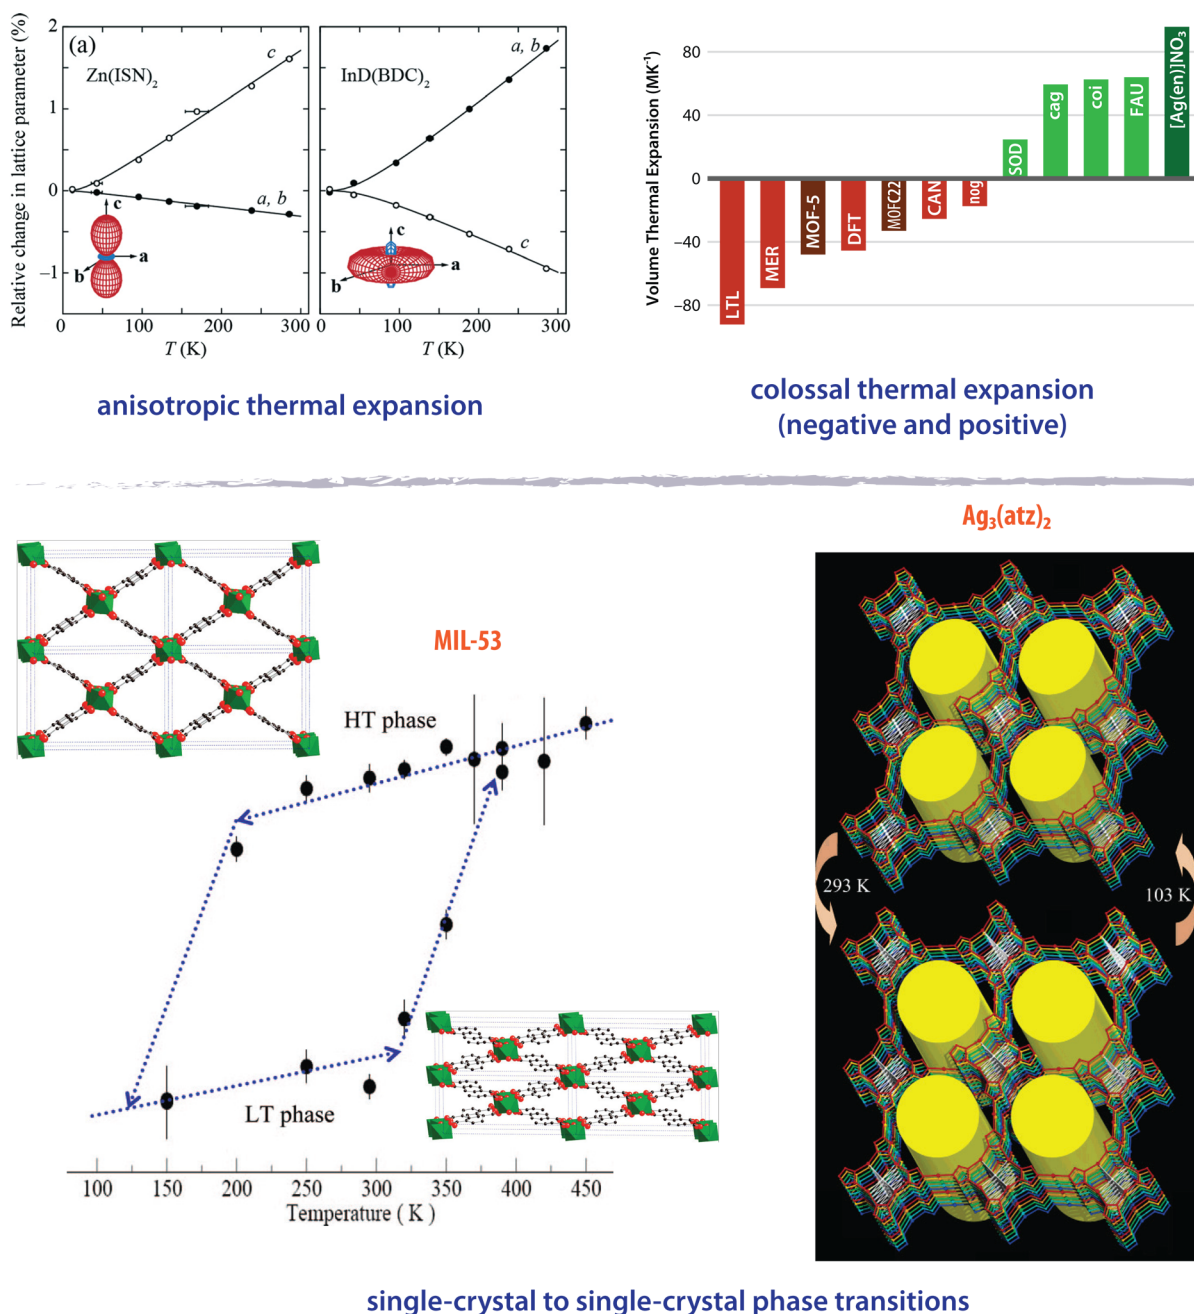 Relative change in lattice parameter (%)
2
1
0
−1
(a)
Zn(ISN)₂
c
a, b
c
a
b
0 100 200 300
T (K)
InD(BDC)₂
a, b
c
c
a
b
0 100 200 300
T (K)
anisotropic thermal expansion
Volume Thermal Expansion (MK⁻¹)
80
40
0
−40
−80
LTL
MER
MOF-5
DFT
MOFC22
CAN
nog
SOD
cag
coi
FAU
[Ag(en)]NO₃
colossal thermal expansion
(negative and positive)
MIL-53
HT phase
LT phase
100 150 200 250 300 350 400 450
Temperature ( K )
Ag₃(atz)₂
293 K
103 K
single-crystal to single-crystal phase transitions